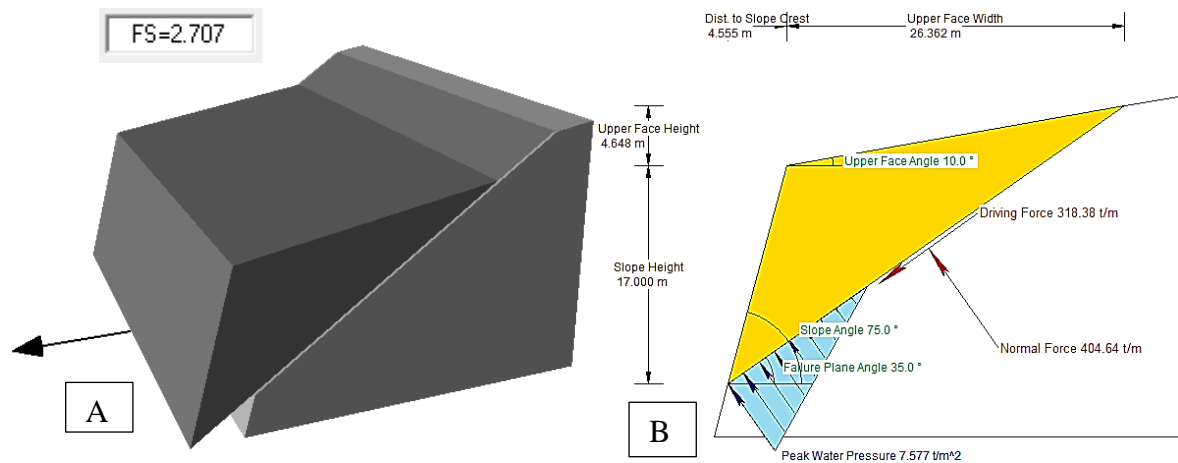 FS=2.707
A
Dist. to Slope Crest
4.555 m
Upper Face Width
26.362 m
Upper Face Height
4.648 m
Upper Face Angle 10.0 °
Driving Force 318.38 t/m
Slope Height
17.000 m
Slope Angle 75.0 °
Normal Force 404.64 t/m
Failure Plane Angle 35.0 °
B
Peak Water Pressure 7.577 t/m^2